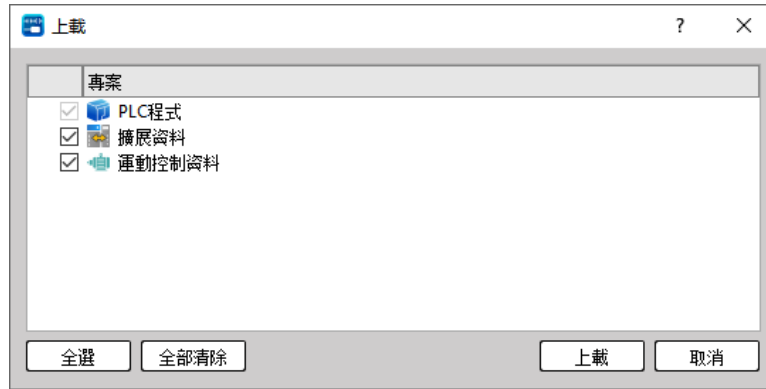 上載
專案
PLC程式
擴展資料
運動控制資料
全選 全部清除 上載 取消